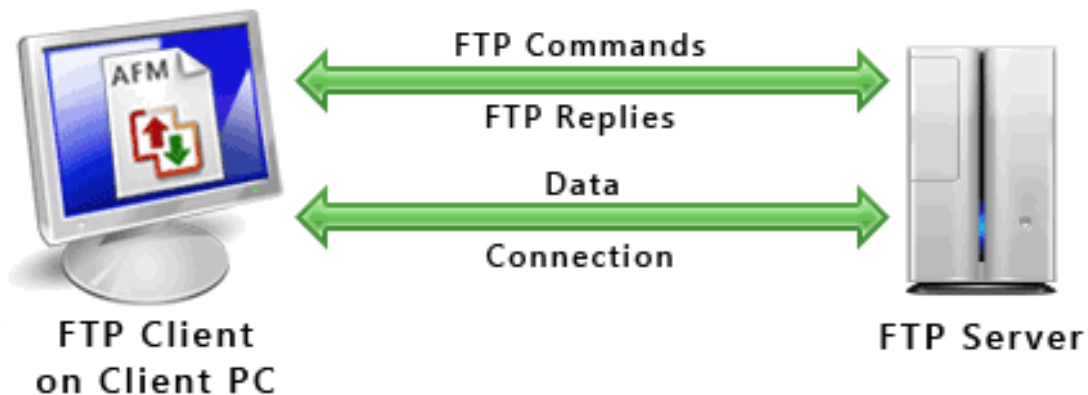 AFM
FTP Commands
FTP Replies
Data
Connection
FTP Client
on Client PC
FTP Server